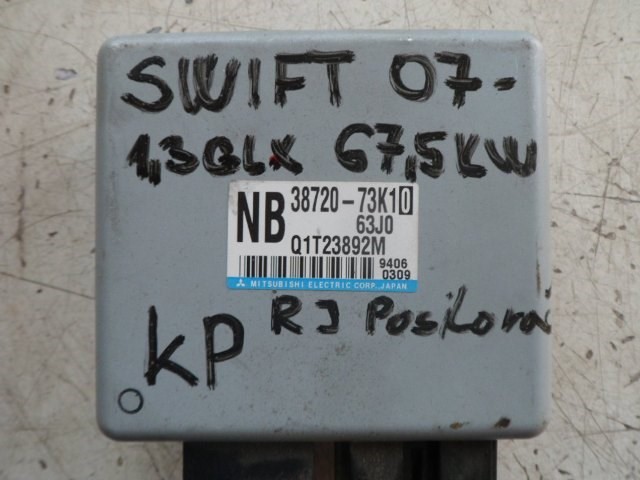 SWIFT 07-
1,3GLX 67,5KW
NB 38720-73K10
63J0
Q1T23892M
9406
0309
MITSUBISHI ELECTRIC CORP. JAPAN
RJ
KP